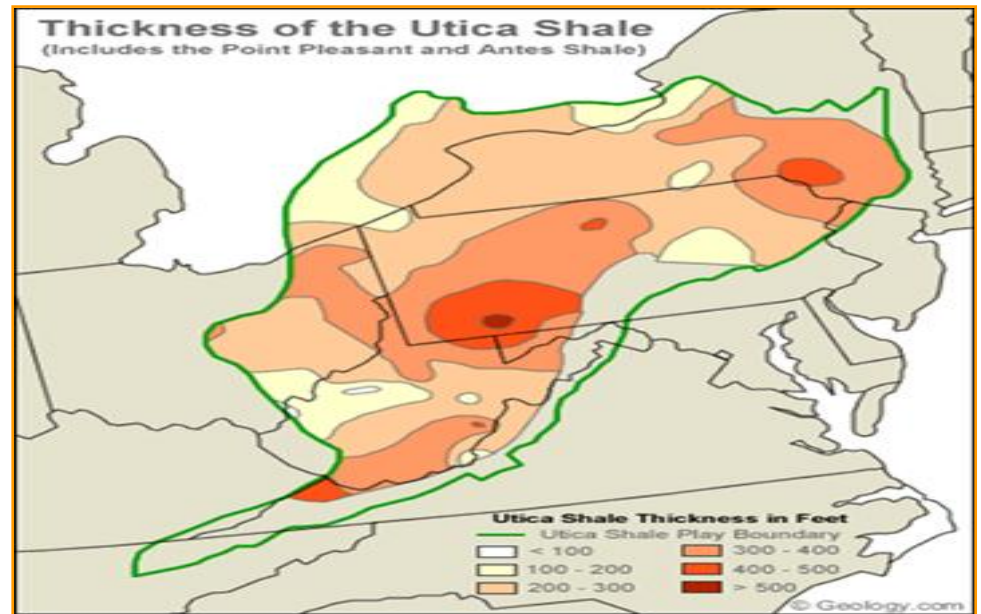 Thickness of the Utica Shale
(Includes the Point Pleasant and Antes Shale)
Utica Shale Thickness in Feet
Utica Shale Play Boundary
< 100
300 - 400
100 - 200
400 - 500
200 - 300
> 500
© Geology.com